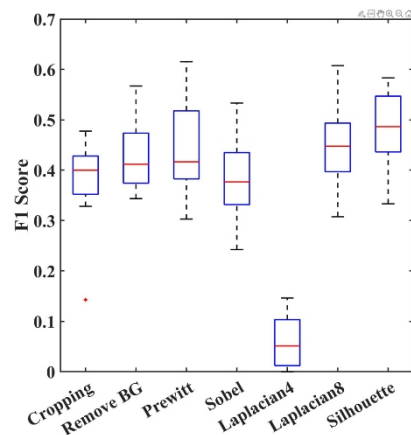 0.7
0.6
0.5
0.4
0.3
0.2
0.1
0
F1 Score
Cropping
Remove BG
Prewitt
Sobel
Laplacian4
Laplacian8
Silhouette